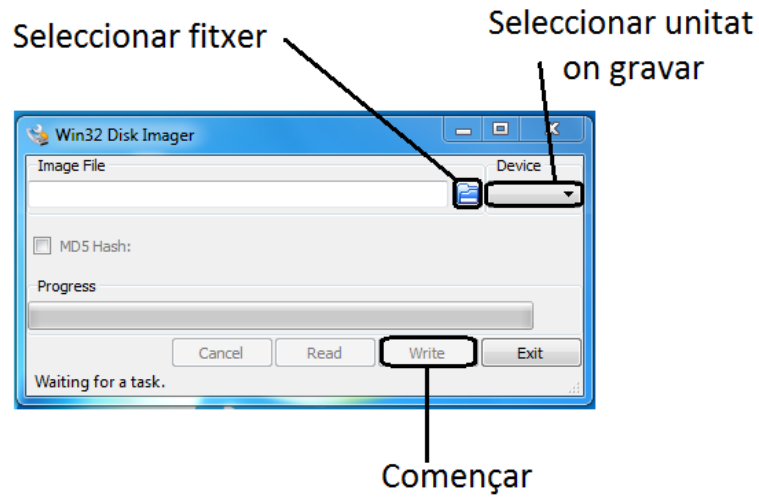 Seleccionar fitxer
Seleccionar unitat
on gravar
Win32 Disk Imager
Image File
Device
MD5 Hash:
Progress
Cancel
Read
Write
Exit
Waiting for a task.
Començar